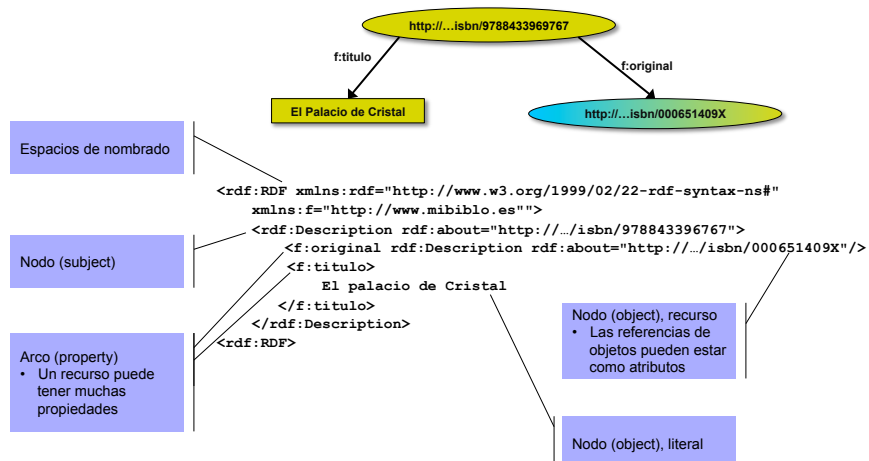 http://…isbn/9788433969767
f:titulo
f:original
El Palacio de Cristal
http://…isbn/000651409X
Espacios de nombrado
<rdf:RDF xmlns:rdf="http://www.w3.org/1999/02/22-rdf-syntax-ns#"
xmlns:f="http://www.mibiblo.es"">
<rdf:Description rdf:about="http://…/isbn/978843396767">
<f:original rdf:Description rdf:about="http://…/isbn/000651409X"/>
<f:titulo>
El palacio de Cristal
</f:titulo>
</rdf:Description>
<rdf:RDF>
Nodo (subject)
Arco (property)
• Un recurso puede
tener muchas
propiedades
Nodo (object), recurso
• Las referencias de
objetos pueden estar
como atributos
Nodo (object), literal